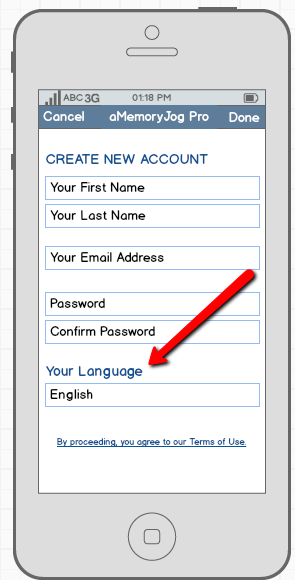 ABC 3G 01:18 PM
Cancel aMemoryJog Pro Done
CREATE NEW ACCOUNT
Your First Name
Your Last Name
Your Email Address
Password
Confirm Password
Your Language
English
By proceeding, you agree to our Terms of Use.